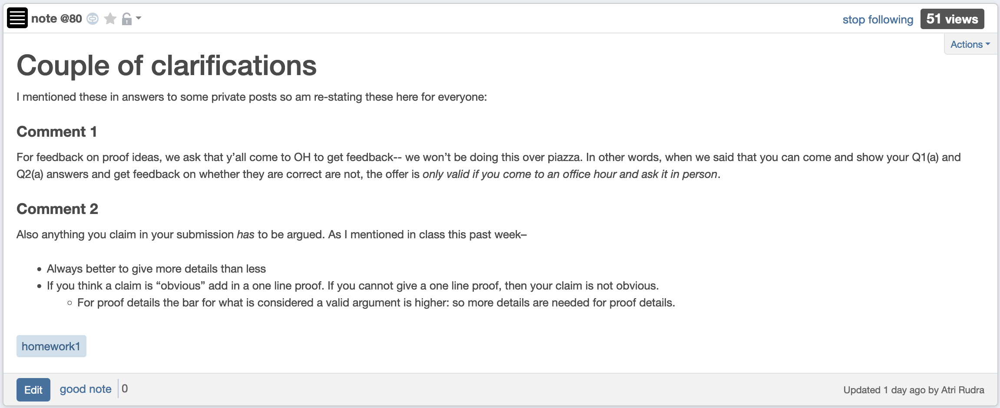 note @80
stop following
51 views
Actions
Couple of clarifications
I mentioned these in answers to some private posts so am re-stating these here for everyone:
Comment 1
For feedback on proof ideas, we ask that y’all come to OH to get feedback-- we won’t be doing this over piazza. In other words, when we said that you can come and show your Q1(a) and
Q2(a) answers and get feedback on whether they are correct are not, the offer is only valid if you come to an office hour and ask it in person.
Comment 2
Also anything you claim in your submission has to be argued. As I mentioned in class this past week–
• Always better to give more details than less
• If you think a claim is “obvious” add in a one line proof. If you cannot give a one line proof, then your claim is not obvious.
◦ For proof details the bar for what is considered a valid argument is higher: so more details are needed for proof details.
homework1
Edit
good note
0
Updated 1 day ago by Atri Rudra